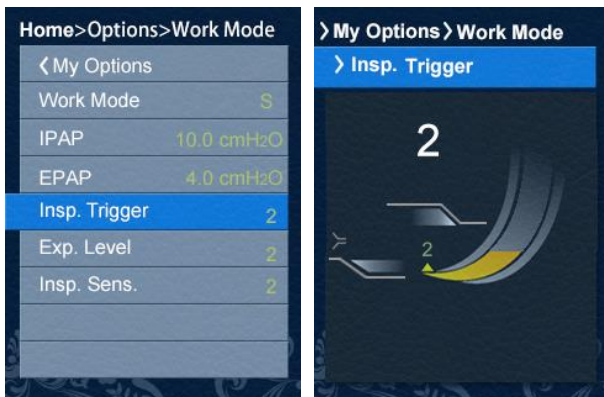 Home>Options>Work Mode
<My Options
Work Mode S
IPAP 10.0 cmH2O
EPAP 4.0 cmH2O
Insp. Trigger 2
Exp. Level 2
Insp. Sens. 2
>My Options>Work Mode
> Insp. Trigger
2
2